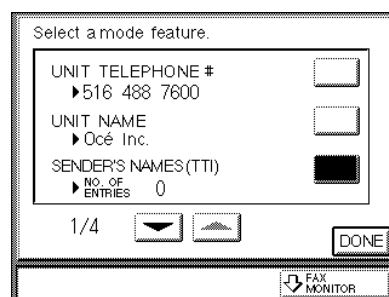 Select a mode feature.
UNIT TELEPHONE #
516 488 7600
UNIT NAME
Océ Inc.
SENDER'S NAMES (TTI)
NO. OF ENTRIES 0
1/4
DONE
FAX MONITOR